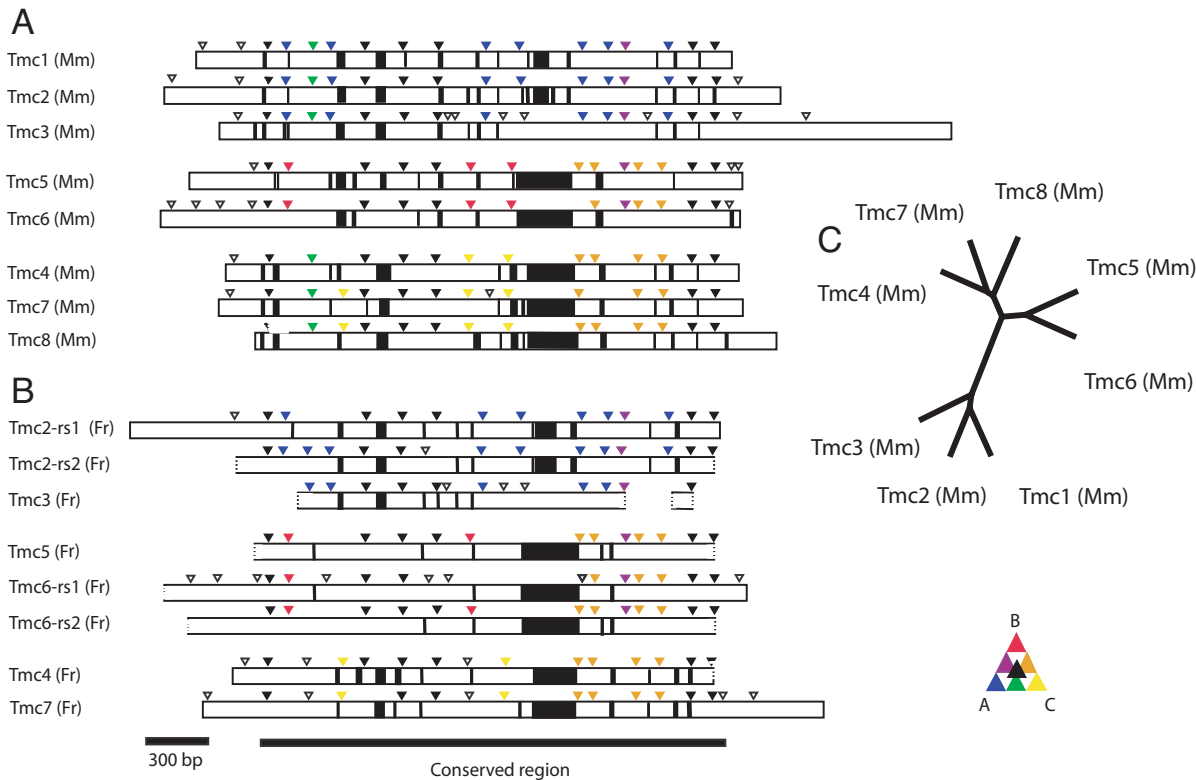 A
Tmc1 (Mm)
Tmc2 (Mm)
Tmc3 (Mm)
Tmc5 (Mm)
Tmc6 (Mm)
Tmc4 (Mm)
Tmc7 (Mm)
Tmc8 (Mm)
B
Tmc2-rs1 (Fr)
Tmc2-rs2 (Fr)
Tmc3 (Fr)
Tmc5 (Fr)
Tmc6-rs1 (Fr)
Tmc6-rs2 (Fr)
Tmc4 (Fr)
Tmc7 (Fr)
300 bp
Conserved region
C
Tmc8 (Mm)
Tmc7 (Mm)
Tmc5 (Mm)
Tmc4 (Mm)
Tmc6 (Mm)
Tmc3 (Mm)
Tmc2 (Mm)
Tmc1 (Mm)
B
A
C